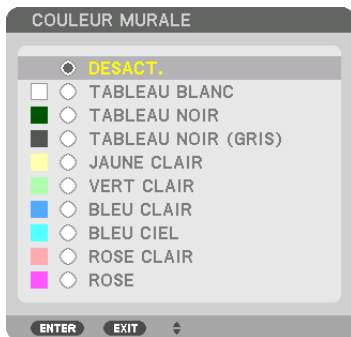 COULEUR MURALE
DESACT.
TABLEAU BLANC
TABLEAU NOIR
TABLEAU NOIR (GRIS)
JAUNE CLAIR
VERT CLAIR
BLEU CLAIR
BLEU CIEL
ROSE CLAIR
ROSE
ENTER EXIT